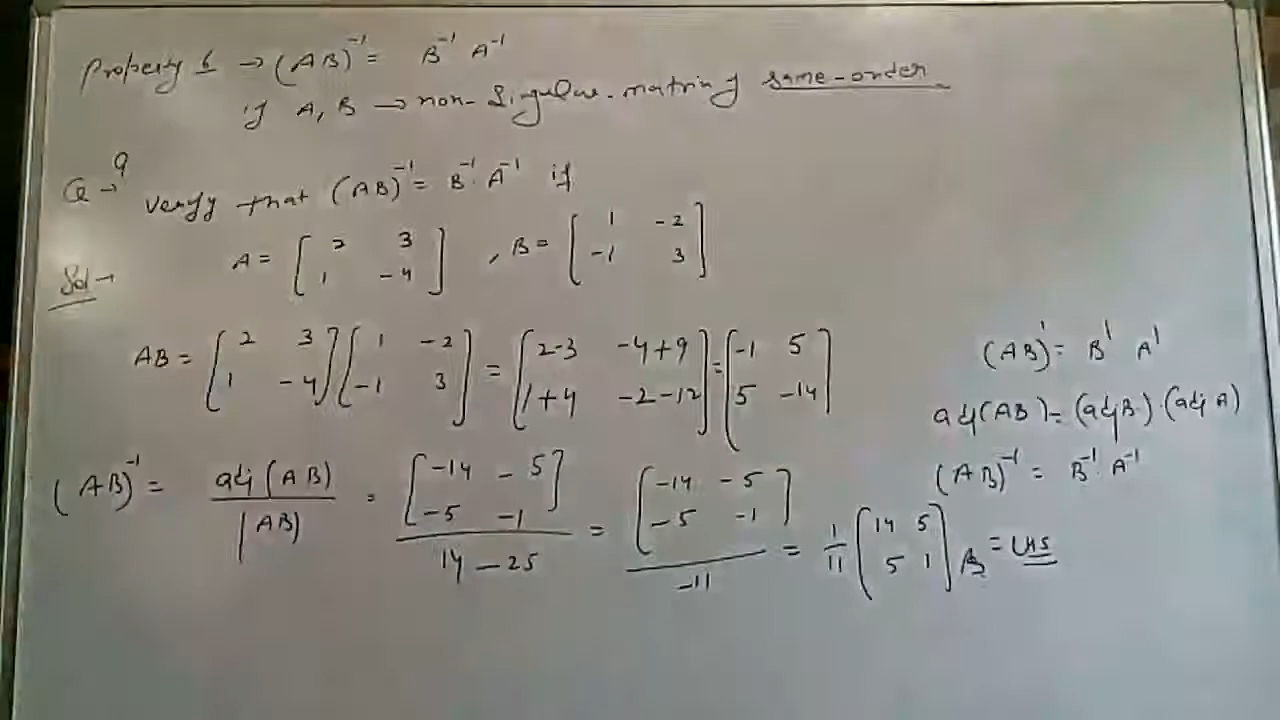 Property 6 → (AB)⁻¹ = B⁻¹ A⁻¹
if A, B → non-singular matrix of same-order
Q → 9 verify that (AB)⁻¹ = B⁻¹ A⁻¹ if
A = [2 3; 1 -4], B = [1 -2; -1 3]
Sol →
AB = [2 3; 1 -4] [1 -2; -1 3] = [2-3 -4+9; 1+4 -2-12] = [-1 5; 5 -14]
(AB)⁻¹ = adj(AB) / |AB| = [-14 -5; -5 -1] / 14-25 = [-14 -5; -5 -1] / -11 = 1/11 [14 5; 5 1] = LHS
(AB)' = B' A'
adj(AB) = (adj B).(adj A)
(AB)⁻¹ = B⁻¹. A⁻¹